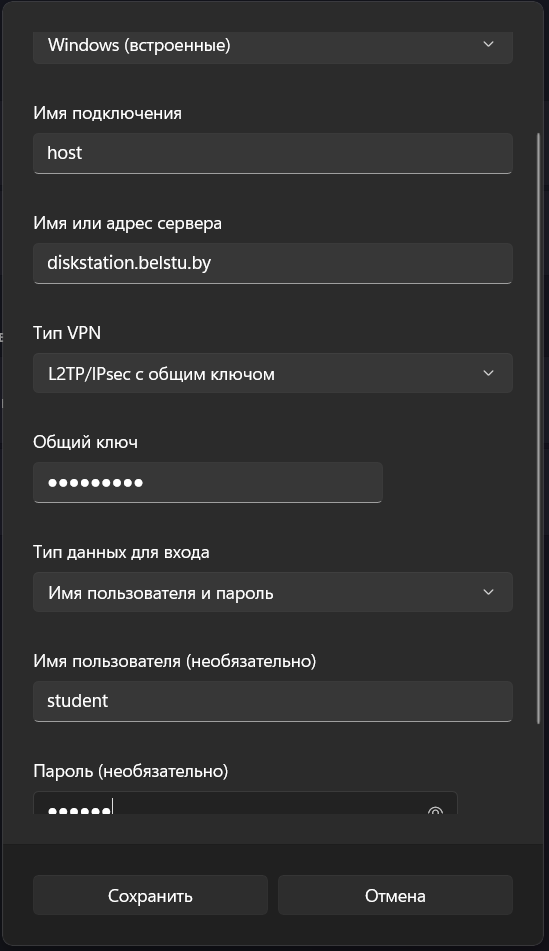 Windows (встроенные)
Имя подключения
host
Имя или адрес сервера
diskstation.belstu.by
Тип VPN
L2TP/IPsec с общим ключом
Общий ключ
●●●●●●●●●
Тип данных для входа
Имя пользователя и пароль
Имя пользователя (необязательно)
student
Пароль (необязательно)
●●●●●●
Сохранить
Отмена